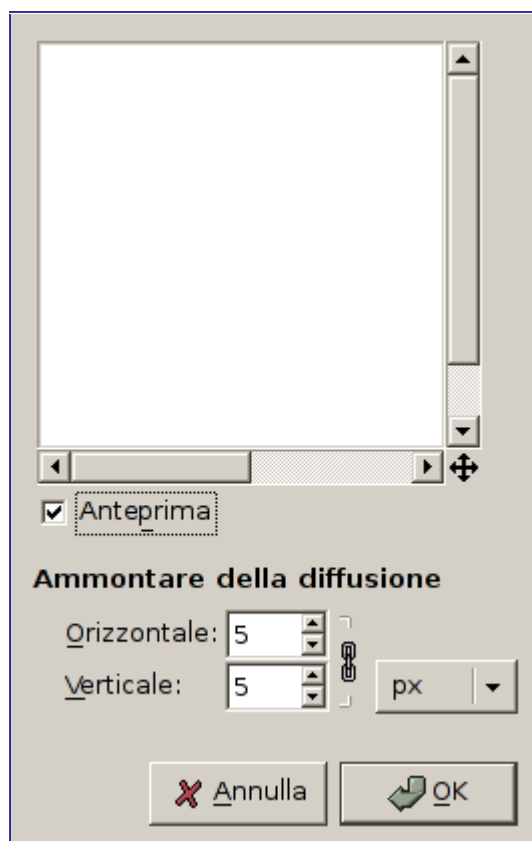 Anteprima
Ammontare della diffusione
Orizzontale: 5
Verticale: 5 px
Annulla OK